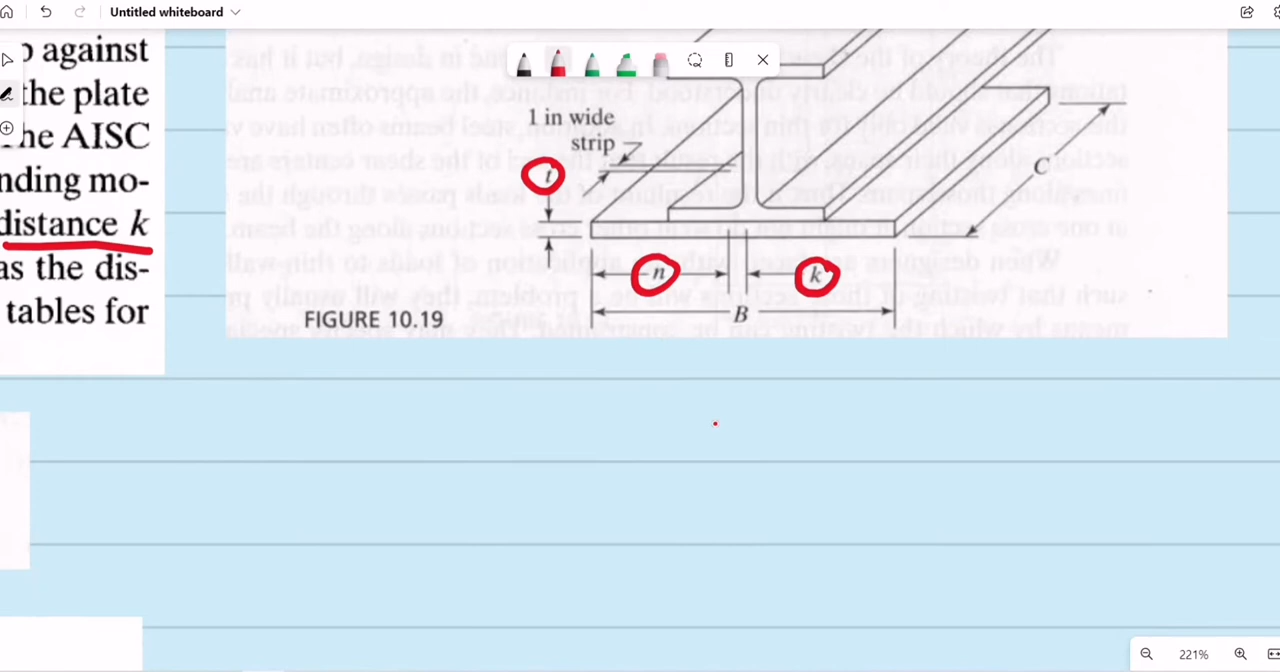 Untitled whiteboard
against
the plate
he AISC
nding mo-
distance k
as the dis-
tables for
1 in wide
strip
t
C
n
k
B
FIGURE 10.19
221%